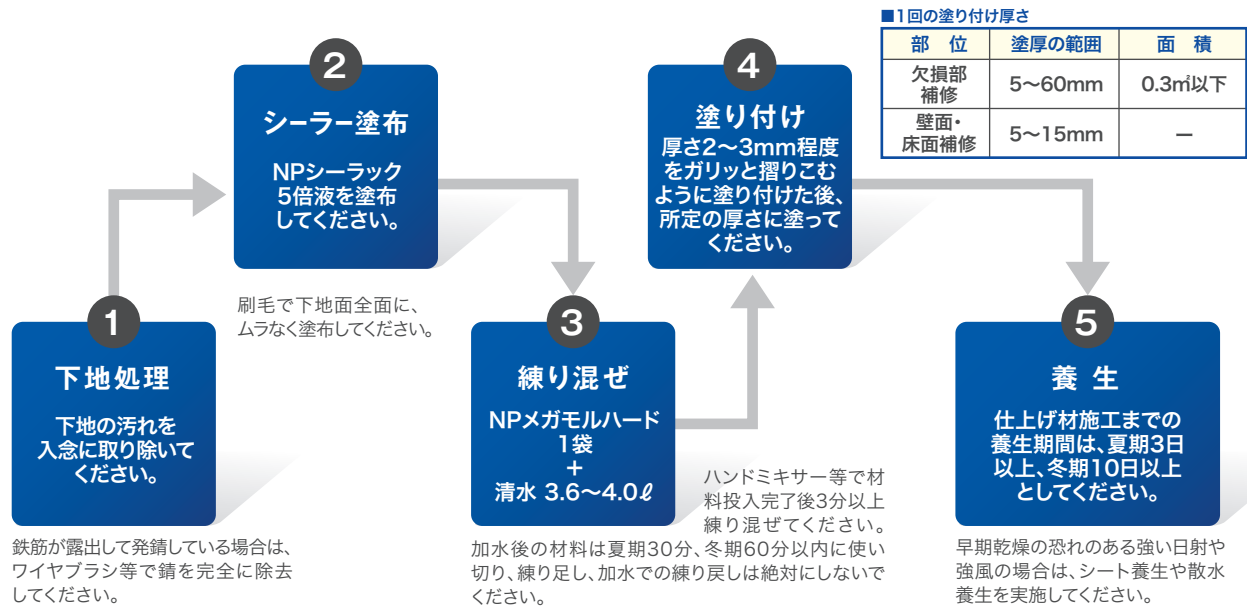 1
下地処理
下地の汚れを
入念に取り除いて
ください。
鉄筋が露出して発錆している場合は、
ワイヤブラシ等で錆を完全に除去
してください。
2
シーラー塗布
NPシーラック
5倍液を塗布
してください。
刷毛で下地面全面に、
ムラなく塗布してください。
3
練り混ぜ
NPメガモルハード
1袋
+
清水 3.6〜4.0ℓ
ハンドミキサー等で材
料投入完了後3分以上
練り混ぜてください。
加水後の材料は夏期30分、冬期60分以内に使い
切り、練り足し、加水での練り戻しは絶対にしないで
ください。
4
塗り付け
厚さ2〜3mm程度
をガリッと摺りこむ
ように塗り付けた後、
所定の厚さに塗って
ください。
■1回の塗り付け厚さ
部 位 塗厚の範囲 面 積
欠損部
補修 5〜60mm 0.3㎡以下
壁面・
床面補修 5〜15mm ー
5
養 生
仕上げ材施工までの
養生期間は、夏期3日
以上、冬期10日以上
としてください。
早期乾燥の恐れのある強い日射や
強風の場合は、シート養生や散水
養生を実施してください。